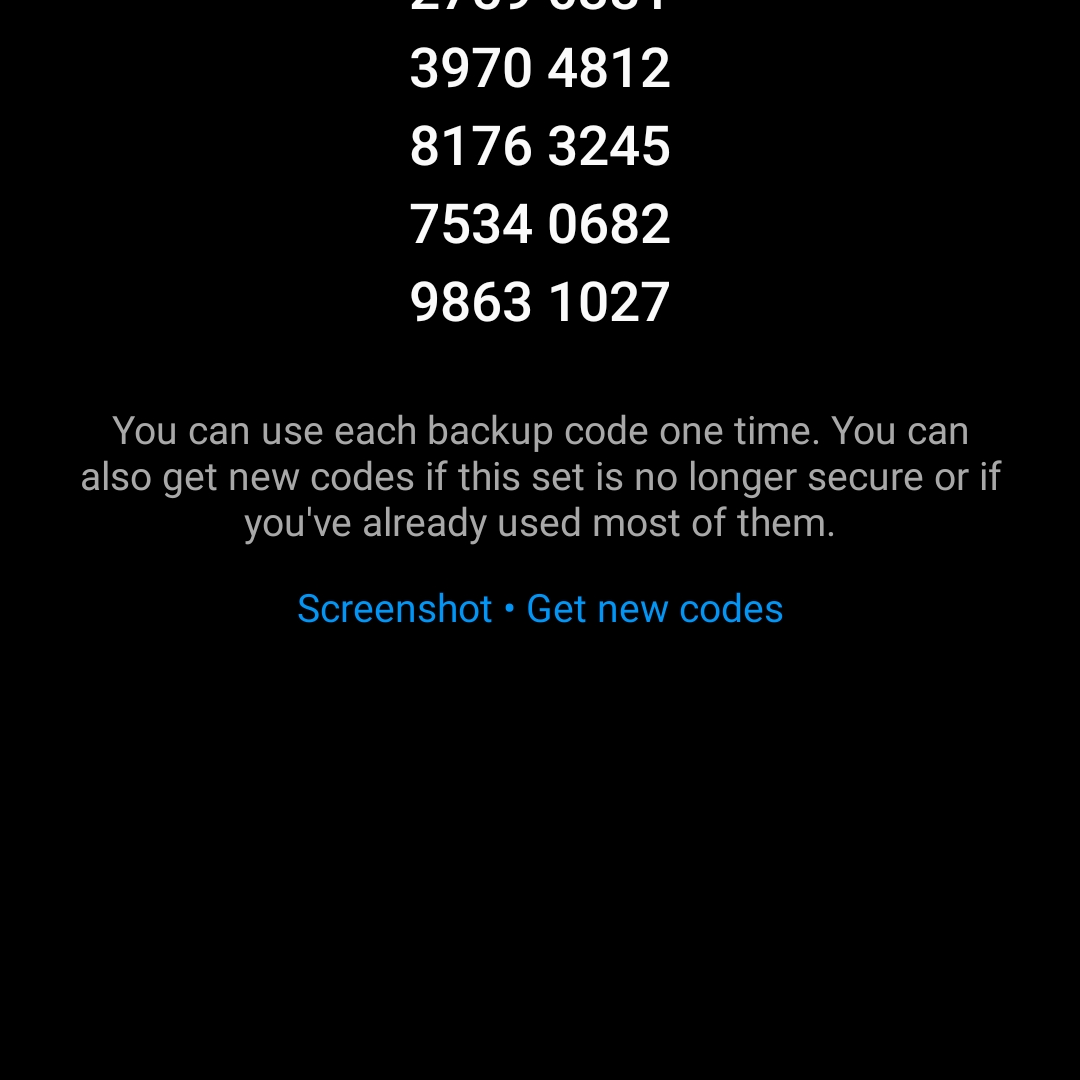 3970 4812
8176 3245
7534 0682
9863 1027
You can use each backup code one time. You can
also get new codes if this set is no longer secure or if
you've already used most of them.
Screenshot • Get new codes